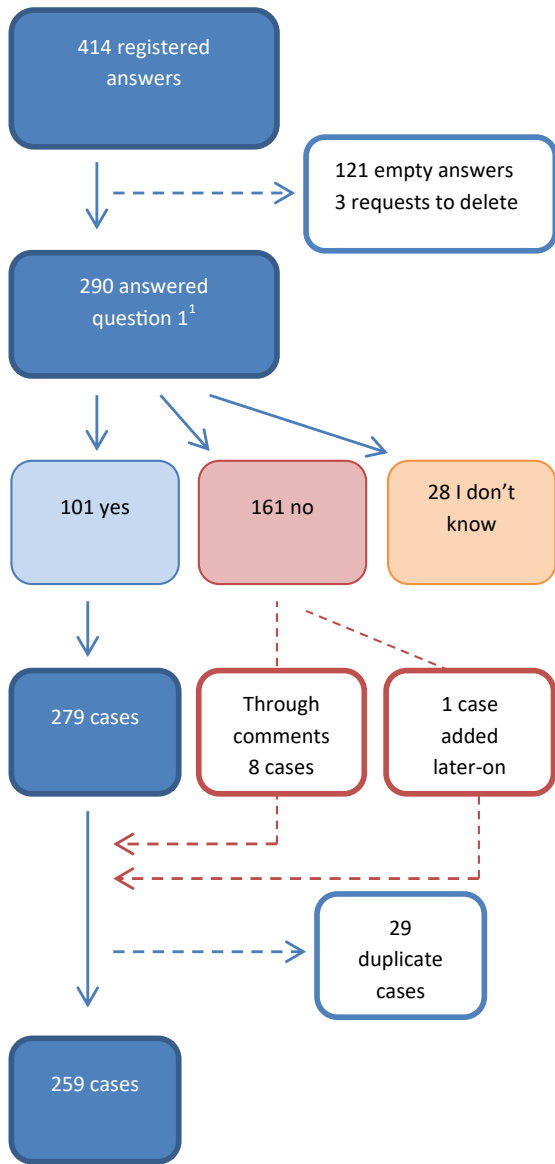 414 registered
answers
121 empty answers
3 requests to delete
290 answered
question 1¹
101 yes
161 no
28 I don’t
know
279 cases
Through
comments
8 cases
1 case
added
later-on
29
duplicate
cases
259 cases